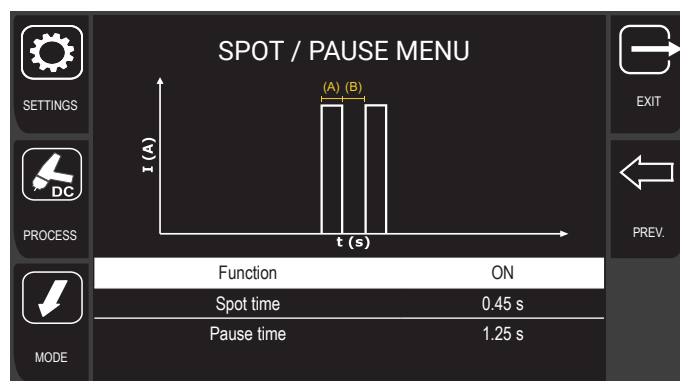 SPOT / PAUSE MENU
(A) (B)
I (A)
t (s)
SETTINGS
DC
PROCESS
MODE
EXIT
PREV.
Function ON
Spot time 0.45 s
Pause time 1.25 s